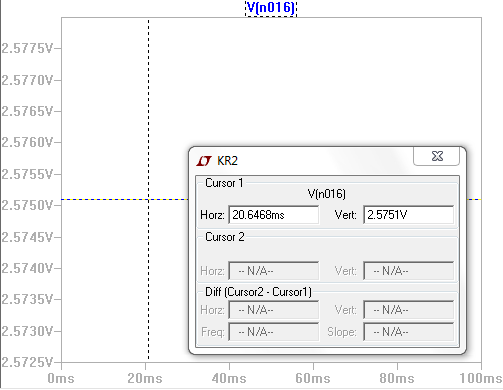 V(n016)
2.5775V
2.5770V
2.5765V
2.5760V
2.5755V
2.5750V
2.5745V
2.5740V
2.5735V
2.5730V
2.5725V
0ms 20ms 40ms 60ms 80ms 100ms
KR2
Cursor 1
V(n016)
Horz: 20.6468ms Vert: 2.5751V
Cursor 2
Horz: -- N/A-- Vert: -- N/A--
Diff (Cursor2 - Cursor1)
Horz: -- N/A-- Vert: -- N/A--
Freq: -- N/A-- Slope: -- N/A--